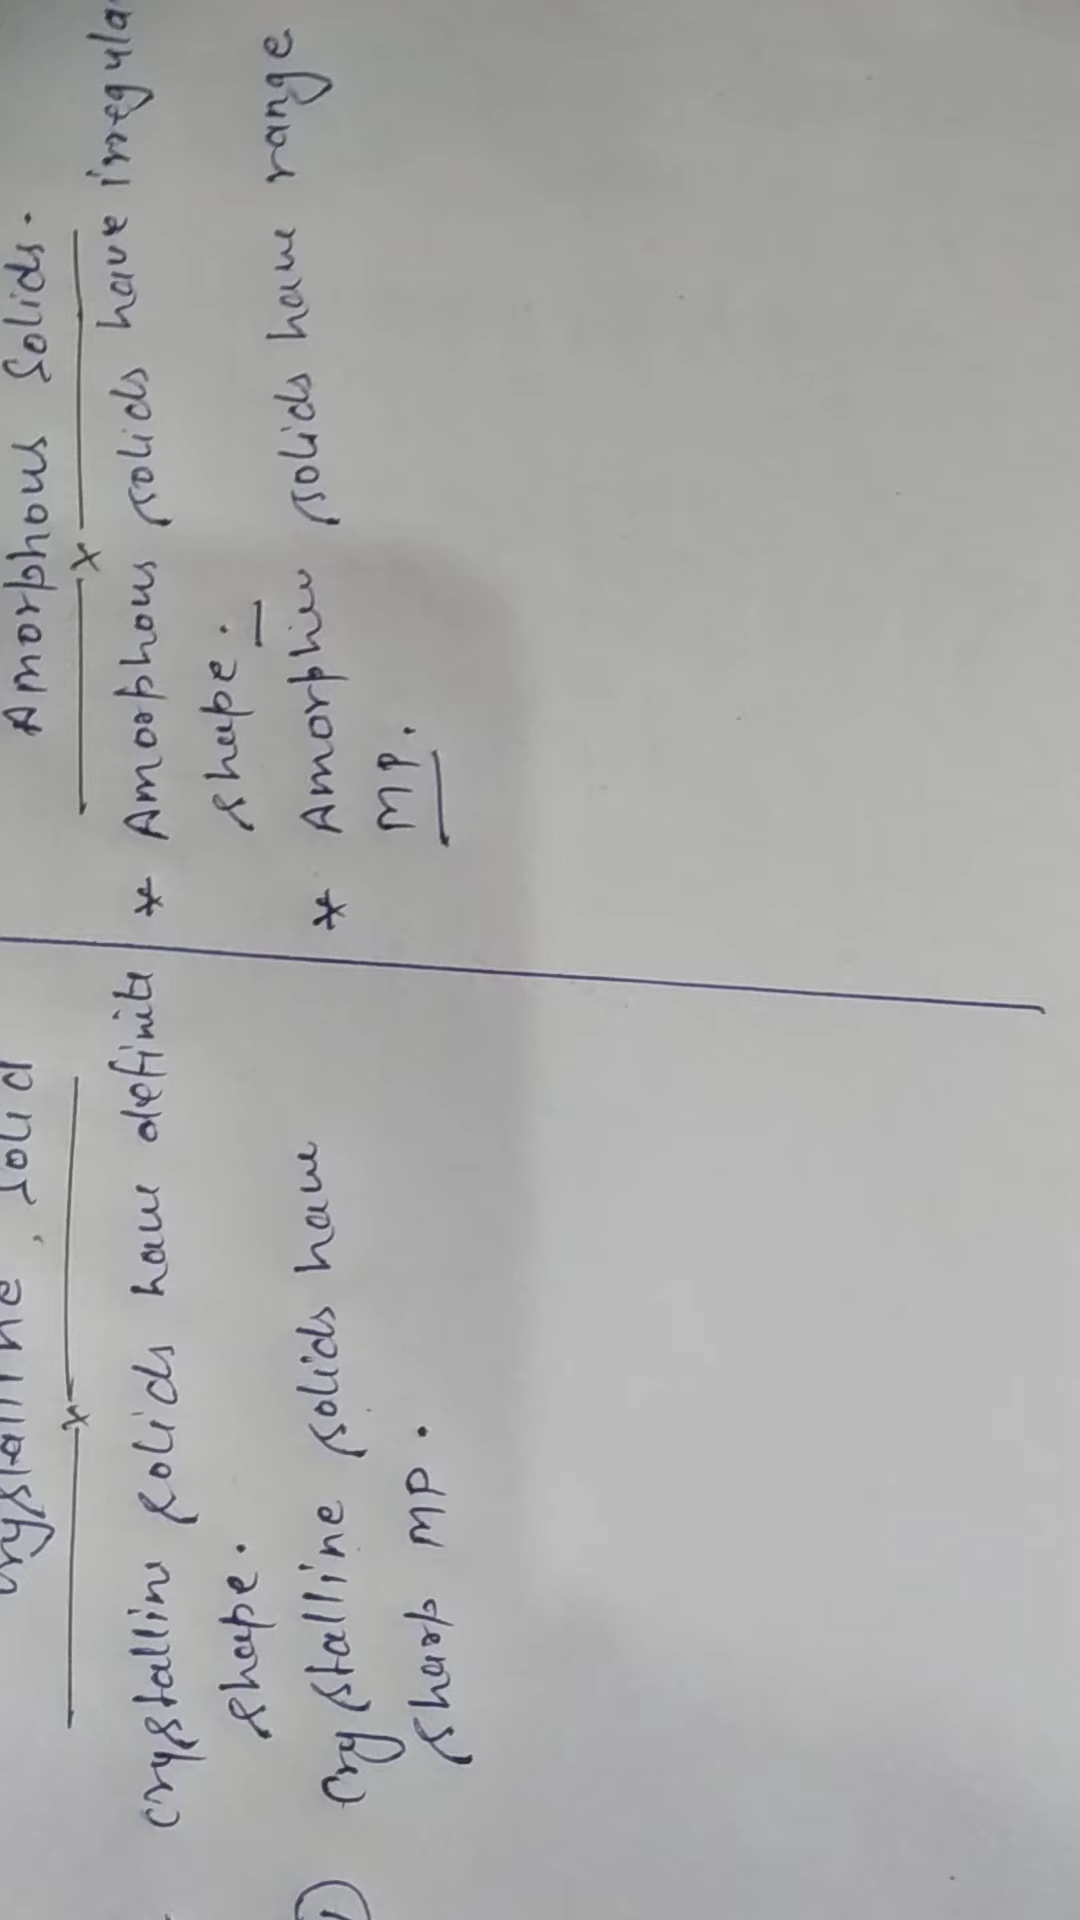 crystalline solid
Amorphous solids.
crystalline solids have definite
shape.
crystalline solids have
sharp MP.
* Amorphous solids have irregula
shape.
* Amorphous solids have range
MP.